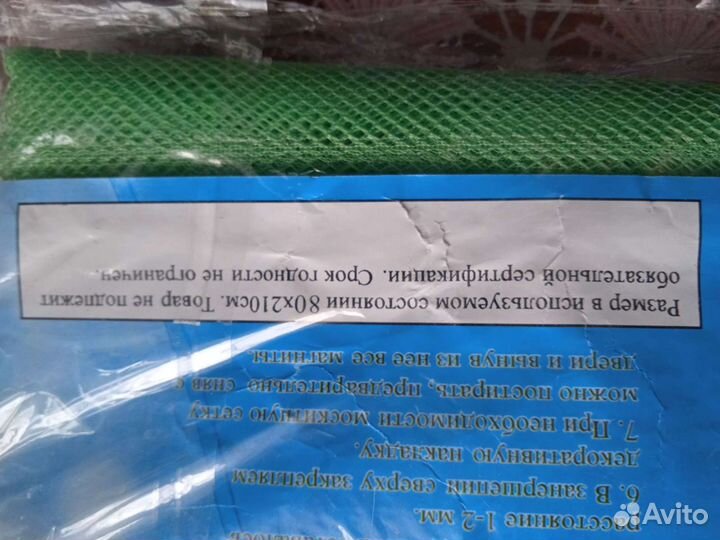 расстояние 1-2 мм.
6. В завершении сверху закрепляем
декоративную накладку.
7. При необходимости москитную сетку
можно постирать, предварительно сняв с
двери и вынув из нее все магниты.
Размер в используемом состоянии 80х210см. Товар не подлежит
обязательной сертификации. Срок годности не ограничен.
Avito